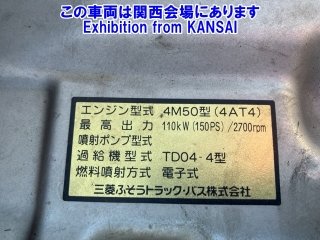 この車両は関西会場にあります
Exhibition from KANSAI
エンジン型式 4M50型(4AT4)
最高出力 110kW(150PS)/2700rpm
噴射ポンプ型式
過給機型式 TD04-4型
燃料噴射方式 電子式
三菱ふそうトラック・バス株式会社